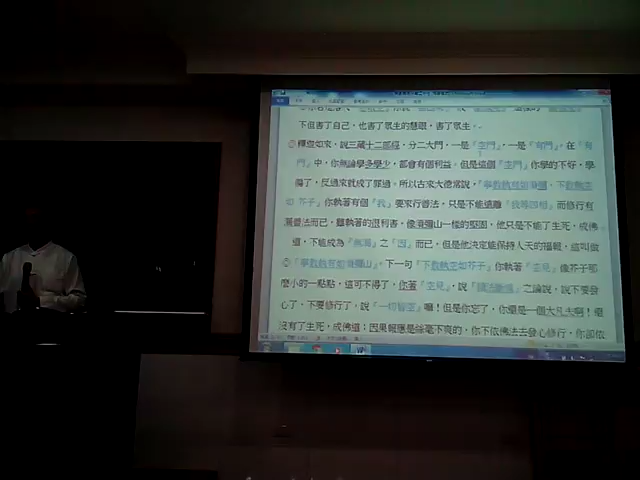 不但害了自己,也害了眾生的慧眼,害了眾生。
釋迦如來,說三藏十二部經,分二大門,一是『空門』,一是『有門』,在『有
門』中,你無論學多學少,都會有個利益。但是這個『空門』你學的不好,學
偏了,反過來就成了罪過。所以古來大德常說,『寧執有如須彌,不執空
如芥子』你執著有個『我』要來行善法,只是不能遠離『我等四相』而修行有
漏善法而已,雖執著的很利害,像須彌山一樣的堅固,他只是不能了生死,成佛
道,不能成為『無漏』之『因』而已,但是他決定能保持人天的福報,這叫做
『寧執有如須彌山』。下一句『不執空如芥子』你執著『空見』像芥子那
麼小的一點點,這可不得了,你著『空見』,說 之論說,說不要發
心了,不要修行了,說『一切皆空』嘛!但是你忘了,你還是一個大凡夫啊!還
沒有了生死,成佛道;因果報應是絲毫不爽的,你不依佛法去發心修行,你卻依